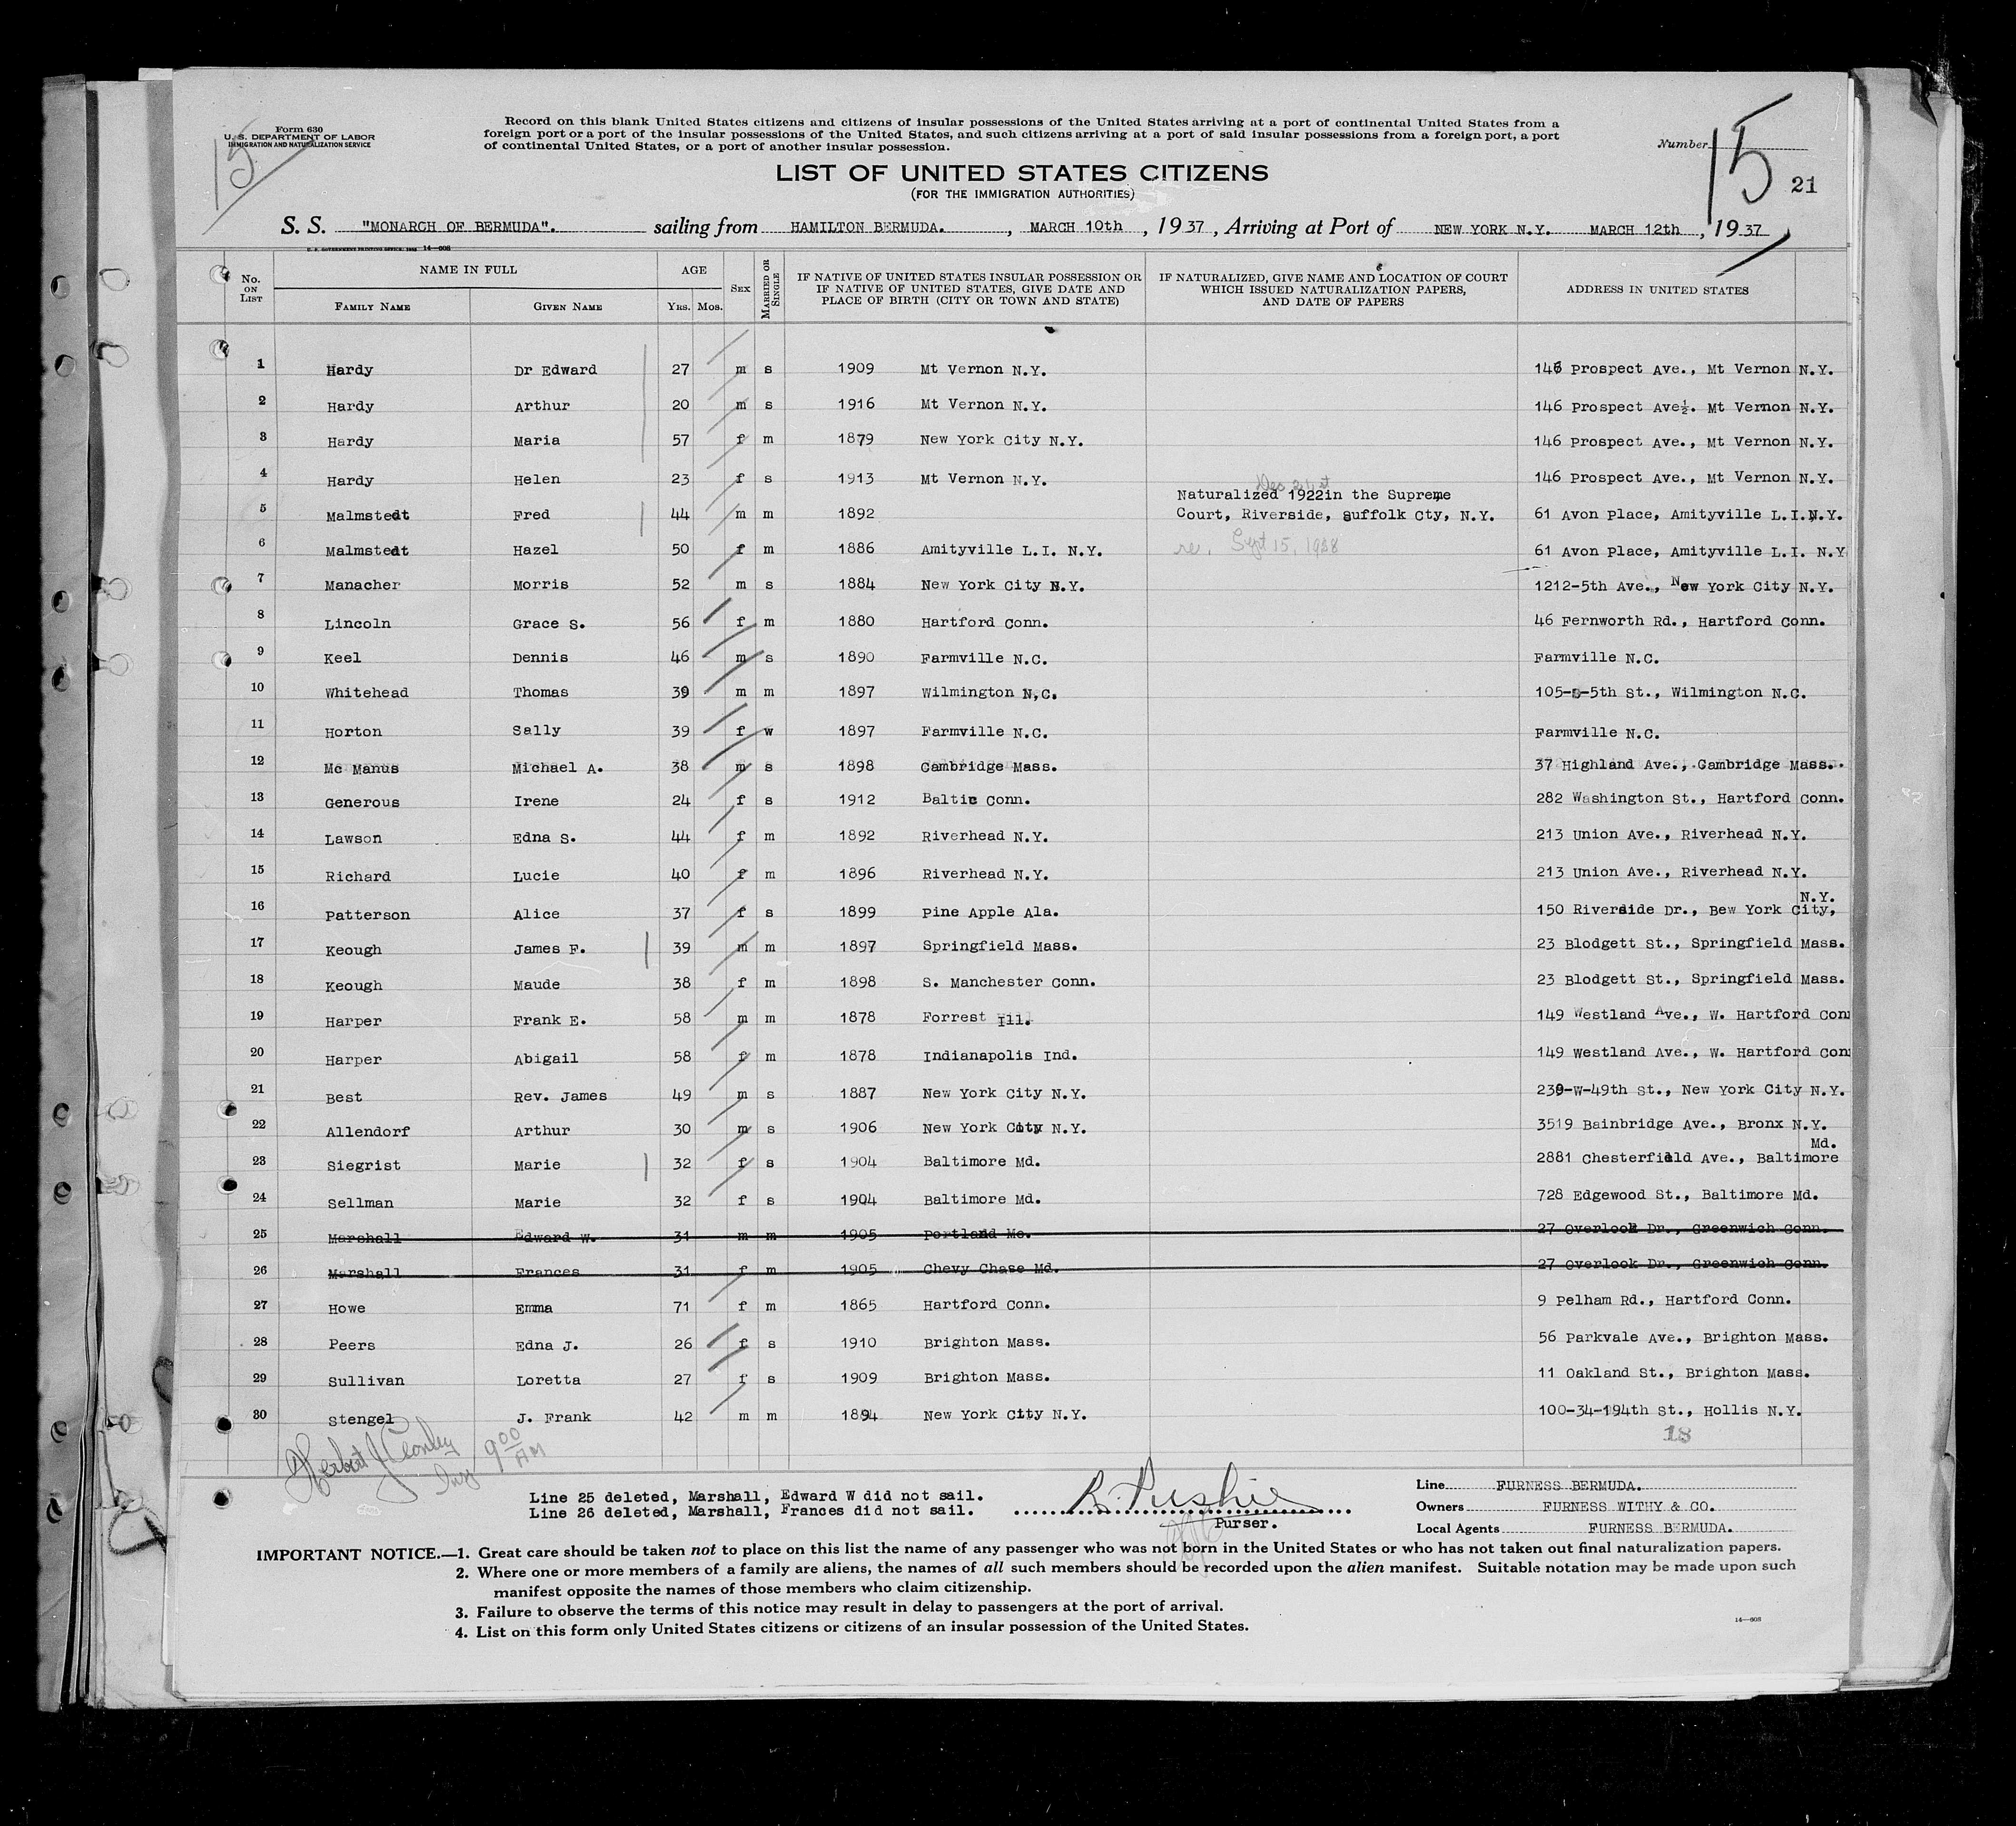 Form 630
U. S. DEPARTMENT OF LABOR
IMMIGRATION AND NATURALIZATION SERVICE
15
Record on this blank United States citizens and citizens of insular possessions of the United States arriving at a port of continental United States from a
foreign port or a port of the insular possessions of the United States, and such citizens arriving at a port of said insular possessions from a foreign port, a port
of continental United States, or a port of another insular possession.
Number 15
21
LIST OF UNITED STATES CITIZENS
(FOR THE IMMIGRATION AUTHORITIES)
S. S. "MONARCH OF BERMUDA". sailing from HAMILTON BERMUDA. , MARCH 10th , 1937 , Arriving at Port of NEW YORK N.Y. MARCH 12th , 1937
U. S. GOVERNMENT PRINTING OFFICE 14—608
No. ON LIST NAME IN FULL FAMILY NAME GIVEN NAME AGE YRS. MOS. SEX MARRIED OR SINGLE IF NATIVE OF UNITED STATES INSULAR POSSESSION OR IF NATIVE OF UNITED STATES, GIVE DATE AND PLACE OF BIRTH (CITY OR TOWN AND STATE) IF NATURALIZED, GIVE NAME AND LOCATION OF COURT WHICH ISSUED NATURALIZATION PAPERS, AND DATE OF PAPERS ADDRESS IN UNITED STATES
1 Hardy Dr Edward 27 m s 1909 Mt Vernon N.Y. 146 Prospect Ave., Mt Vernon N.Y.
2 Hardy Arthur 20 m s 1916 Mt Vernon N.Y. 146 Prospect Ave½. Mt Vernon N.Y.
3 Hardy Maria 57 f m 1879 New York City N.Y. 146 Prospect Ave., Mt Vernon N.Y.
4 Hardy Helen 23 f s 1913 Mt Vernon N.Y. 146 Prospect Ave., Mt Vernon N.Y.
Dec 21st
Naturalized 1922in the Supreme
5 Malmstedt Fred 44 m m 1892 Court, Riverside, Suffolk Cty, N.Y. 61 Avon Place, Amityville L.I.N.Y.
6 Malmstedt Hazel 50 f m 1886 Amityville L.I. N.Y. re. Sept 15, 1928 61 Avon Place, Amityville L.I. N.Y
7 Manacher Morris 52 m s 1884 New York City N.Y. 1212-5th Ave., New York City N.Y.
8 Lincoln Grace S. 56 f m 1880 Hartford Conn. 46 Fernworth Rd., Hartford Conn.
9 Keel Dennis 46 m s 1890 Farmville N.C. Farmville N.C.
10 Whitehead Thomas 39 m m 1897 Wilmington N.C. 105- -5th St., Wilmington N.C.
11 Horton Sally 39 f w 1897 Farmville N.C. Farmville N.C.
12 Mc Manus Michael A. 38 m s 1898 Cambridge Mass. 37 Highland Ave., Cambridge Mass.
13 Generous Irene 24 f s 1912 Baltic Conn. 282 Washington St., Hartford Conn.
14 Lawson Edna S. 44 f m 1892 Riverhead N.Y. 213 Union Ave., Riverhead N.Y.
15 Richard Lucie 40 f m 1896 Riverhead N.Y. 213 Union Ave., Riverhead N.Y.
16 Patterson Alice 37 f s 1899 Pine Apple Ala. 150 Riverside Dr., Bew York City, N.Y.
17 Keough James F. 39 m m 1897 Springfield Mass. 23 Blodgett St., Springfield Mass.
18 Keough Maude 38 f m 1898 S. Manchester Conn. 23 Blodgett St., Springfield Mass.
19 Harper Frank E. 58 m m 1878 Forrest Ill. 149 Westland Ave., W. Hartford Con
20 Harper Abigail 58 f m 1878 Indianapolis Ind. 149 Westland Ave., W. Hartford Con
21 Best Rev. James 49 m s 1887 New York City N.Y. 239-W-49th St., New York City N.Y.
22 Allendorf Arthur 30 m s 1906 New York City N.Y. 3519 Bainbridge Ave., Bronx N.Y.
23 Siegrist Marie 32 f s 1904 Baltimore Md. 2881 Chesterfield Ave., Baltimore Md.
24 Sellman Marie 32 f s 1904 Baltimore Md. 728 Edgewood St., Baltimore Md.
25 Marshall Edward W. 31 m m 1905 Portland Me. 27 Overlook Dr., Greenwich Conn.
26 Marshall Frances 31 f m 1905 Chevy Chase Md. 27 Overlook Dr., Greenwich Conn.
27 Howe Emma 71 f m 1865 Hartford Conn. 9 Pelham Rd., Hartford Conn.
28 Peers Edna J. 26 f s 1910 Brighton Mass. 56 Parkvale Ave., Brighton Mass.
29 Sullivan Loretta 27 f s 1909 Brighton Mass. 11 Oakland St., Brighton Mass.
30 Stengel J. Frank 42 m m 1894 New York City N.Y. 100-34-194th St., Hollis N.Y.
18
Herbert J Conley Insp 9 00 AM
Line 25 deleted, Marshall, Edward W did not sail.
Line 26 deleted, Marshall, Frances did not sail.
Purser.
Line FURNESS BERMUDA.
Owners FURNESS WITHY & CO.
Local Agents FURNESS BERMUDA.
IMPORTANT NOTICE.—1. Great care should be taken not to place on this list the name of any passenger who was not born in the United States or who has not taken out final naturalization papers.
2. Where one or more members of a family are aliens, the names of all such members should be recorded upon the alien manifest. Suitable notation may be made upon such
manifest opposite the names of those members who claim citizenship.
3. Failure to observe the terms of this notice may result in delay to passengers at the port of arrival.
4. List on this form only United States citizens or citizens of an insular possession of the United States.
14—608